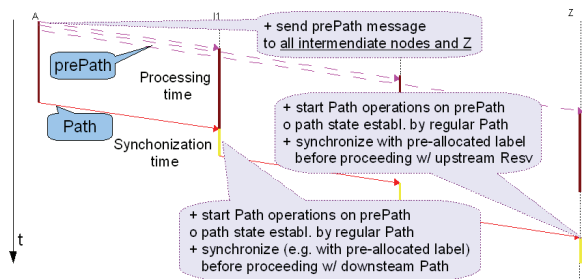 A
I1
Z
+ send prePath message
to all intermendiate nodes and Z
prePath
Processing
time
Path
Synchonization
time
+ start Path operations on prePath
o path state establ. by regular Path
+ synchronize with pre-allocated label
before proceeding w/ upstream Resv
+ start Path operations on prePath
o path state establ. by regular Path
+ synchronize (e.g. with pre-allocated label)
before proceeding w/ downsteam Path
t